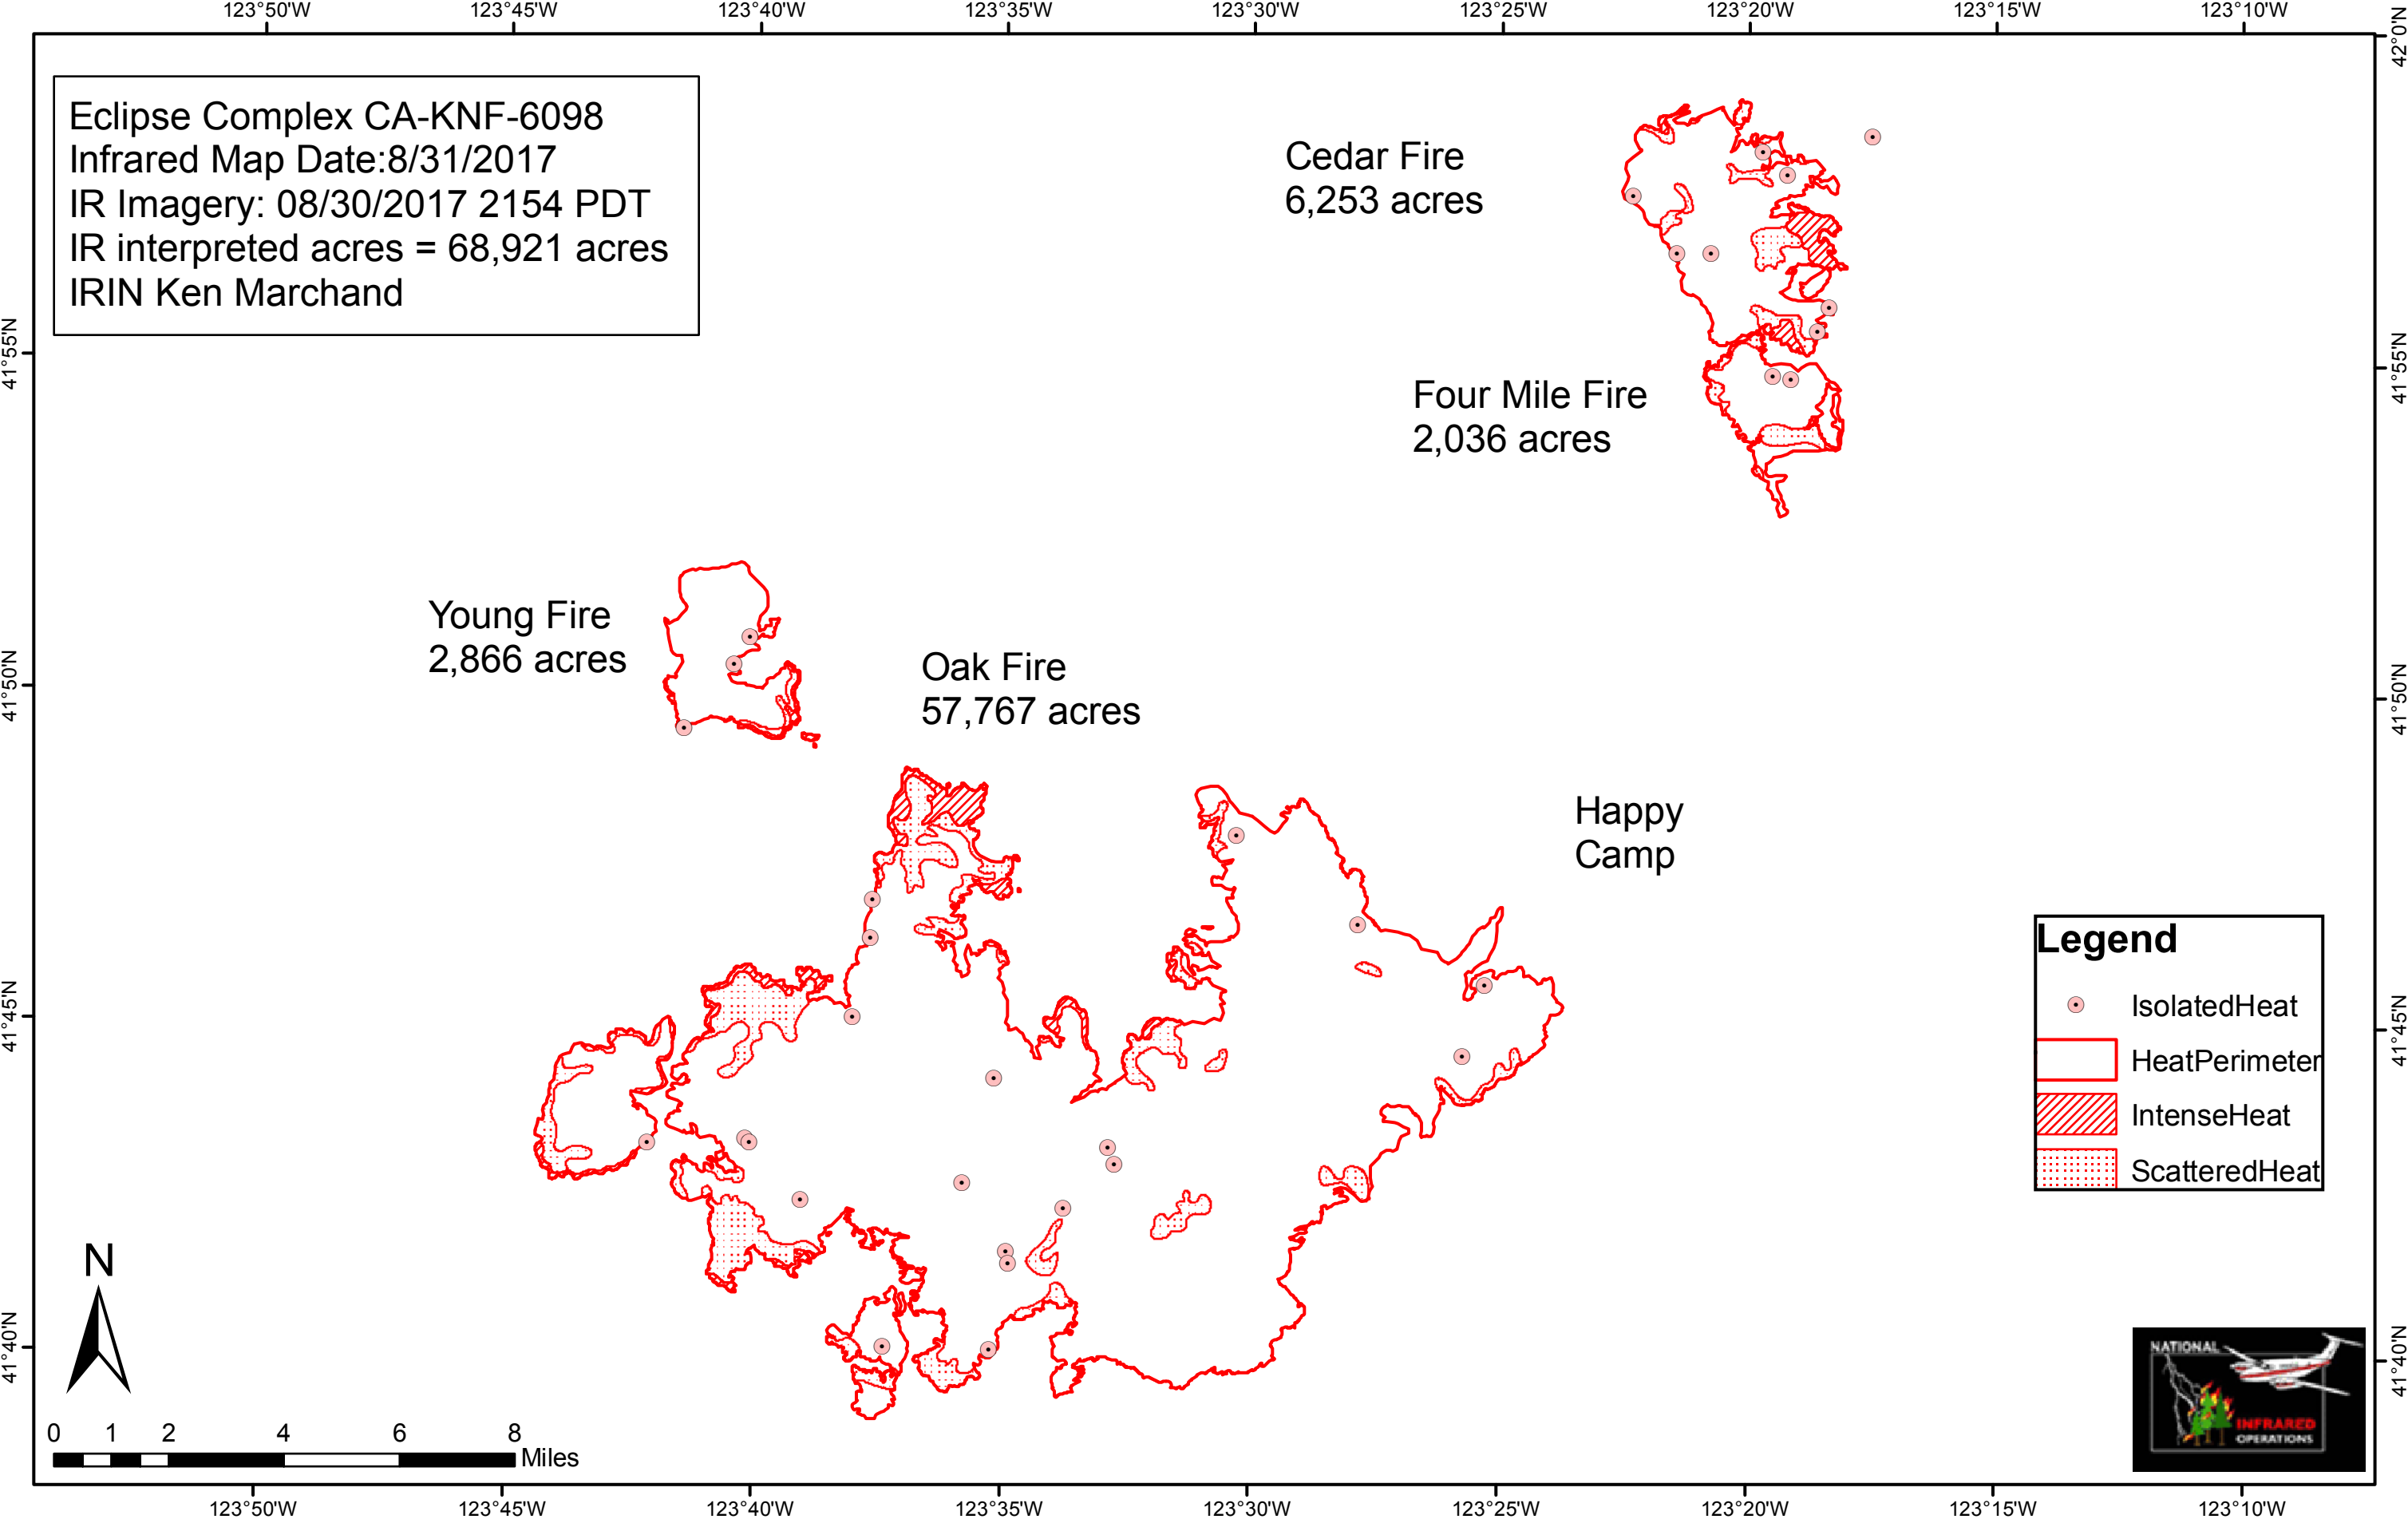 123°50'W 123°45'W 123°40'W 123°35'W 123°30'W 123°25'W 123°20'W 123°15'W 123°10'W
42°0'N
Eclipse Complex CA-KNF-6098
Infrared Map Date:8/31/2017
IR Imagery: 08/30/2017 2154 PDT
IR interpreted acres = 68,921 acres
IRIN Ken Marchand
Cedar Fire
6,253 acres
41°55'N
41°55'N
Four Mile Fire
2,036 acres
Young Fire
2,866 acres
Oak Fire
57,767 acres
41°50'N
41°50'N
Happy
Camp
Legend
IsolatedHeat
HeatPerimeter
IntenseHeat
ScatteredHeat
41°45'N
41°45'N
N
41°40'N
41°40'N
NATIONAL
INFRARED
OPERATIONS
0 1 2 4 6 8
Miles
123°50'W 123°45'W 123°40'W 123°35'W 123°30'W 123°25'W 123°20'W 123°15'W 123°10'W